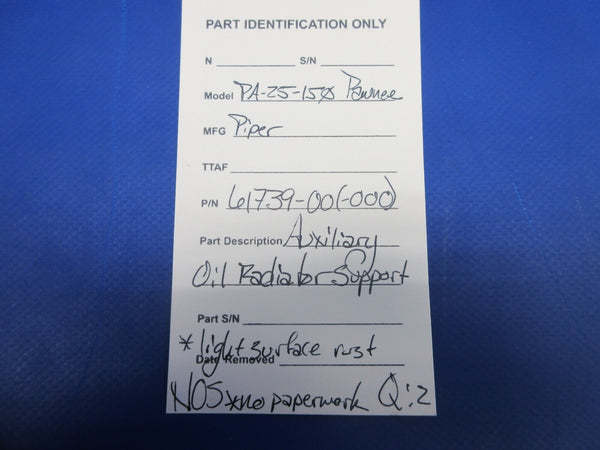 PART IDENTIFICATION ONLY
N S/N
Model PA-25-150 Pawnee
MFG Piper
TTAF
P/N 61739-00(-000)
Part Description Auxiliary
Oil Radiator Support
Part S/N
* light surface rust
Date Removed
NOS *no paperwork Q:2